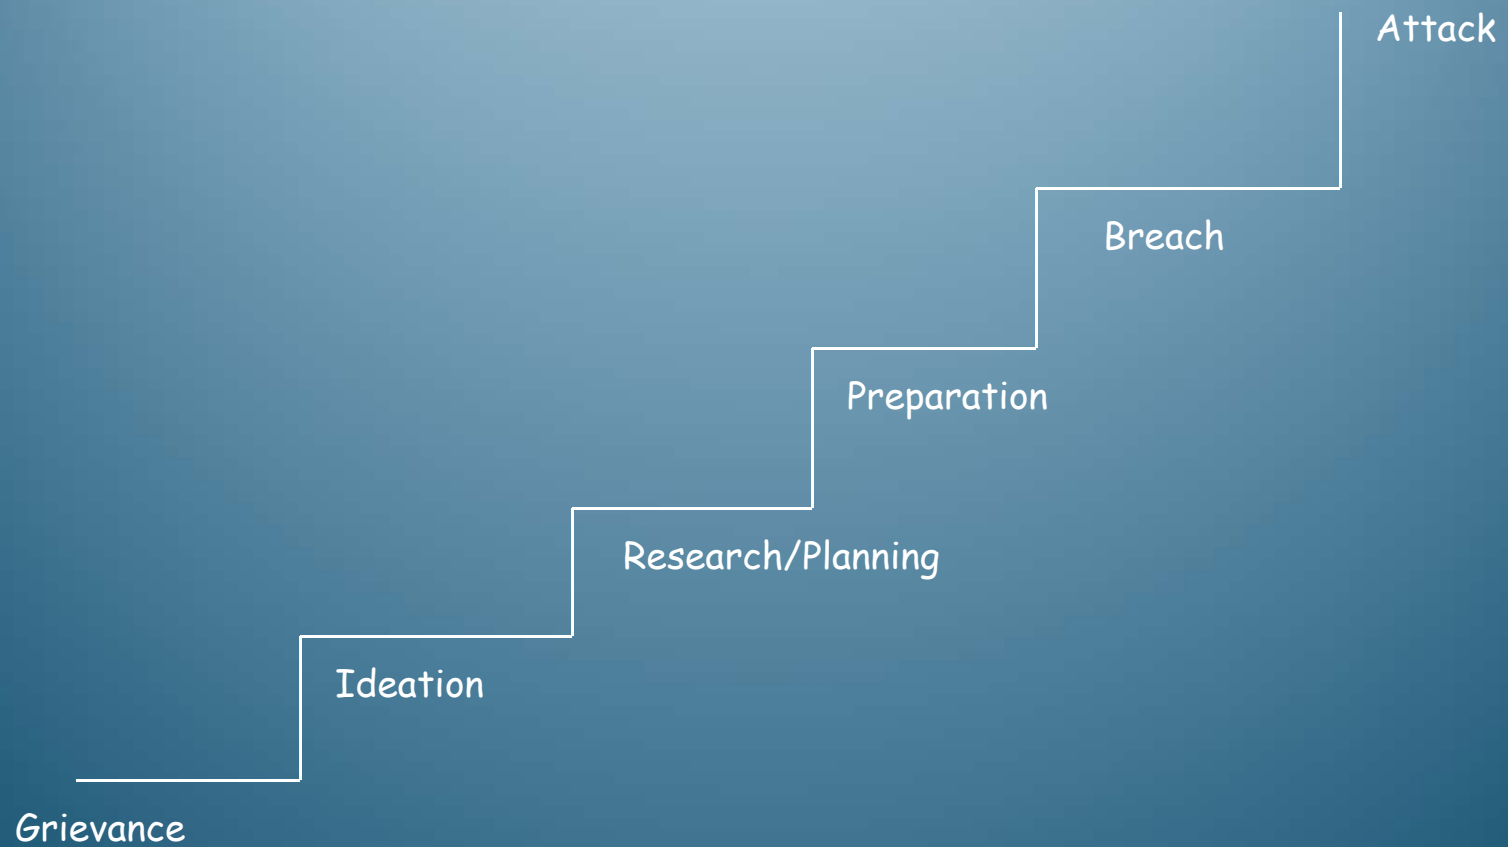 Attack
Breach
Preparation
Research/Planning
Ideation
Grievance